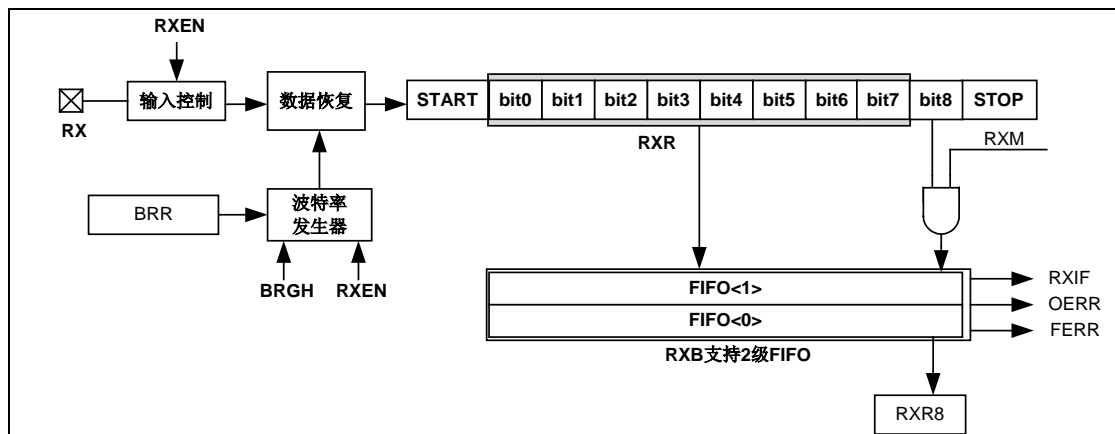 RXEN
RX
输入控制
数据恢复
START bit0 bit1 bit2 bit3 bit4 bit5 bit6 bit7 bit8 STOP
RXR
RXM
BRR
波特率
发生器
BRGH RXEN
FIFO<1>
FIFO<0>
RXB支持2级FIFO
RXIF
OERR
FERR
RXR8